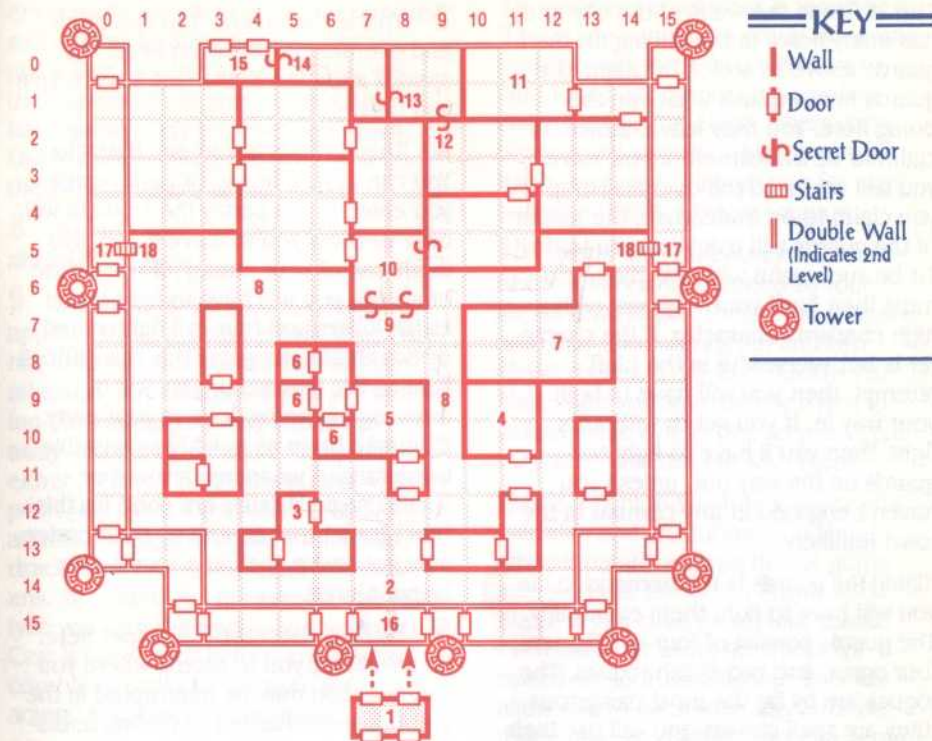 0 1 2 3 4 5 6 7 8 9 10 11 12 13 14 15
0 15 14 11
1 13
2 12
3
4
5 17 18 18 17
10
6 8
7 9
7
8 6
9 6 5 8 4
10 6
11
12 3
13
14 2
15 16
1
KEY
Wall
Door
Secret Door
Stairs
Double Wall
(Indicates 2nd
Level)
Tower